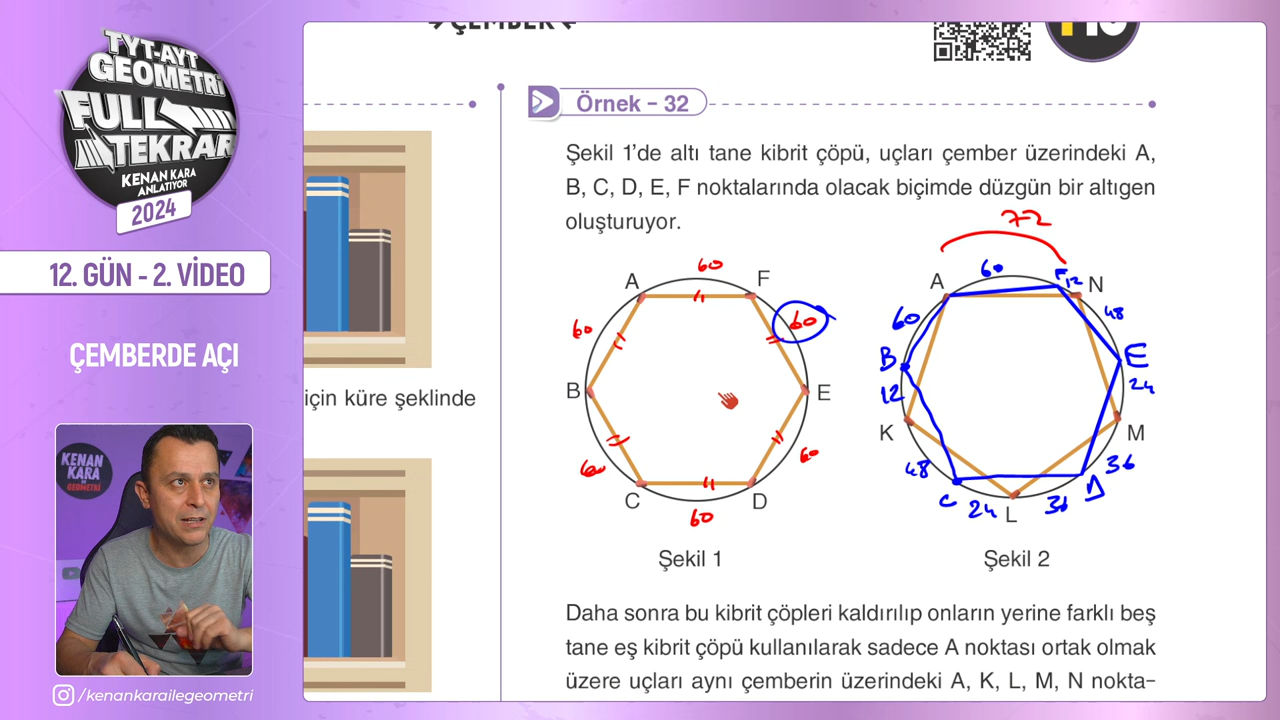 TYT-AYT
GEOMETRİ
FULL
TEKRAR
KENAN KARA
ANLATIYOR
2024
12. GÜN - 2. VİDEO
ÇEMBERDE AÇI
KENAN
KARA
GEOMETRİ
/kenankarailegeometri
ÇEMBER
için küre şeklinde
Örnek – 32
Şekil 1'de altı tane kibrit çöpü, uçları çember üzerindeki A,
B, C, D, E, F noktalarında olacak biçimde düzgün bir altıgen
oluşturuyor.
72
60
A
F
60
60
B
E
60
60
C
D
60
Şekil 1
60
A
F
12
N
60
48
B
E
12
24
K
M
48
36
C
24
L
36
D
Şekil 2
Daha sonra bu kibrit çöpleri kaldırılıp onların yerine farklı beş
tane eş kibrit çöpü kullanılarak sadece A noktası ortak olmak
üzere uçları aynı çemberin üzerindeki A, K, L, M, N nokta–